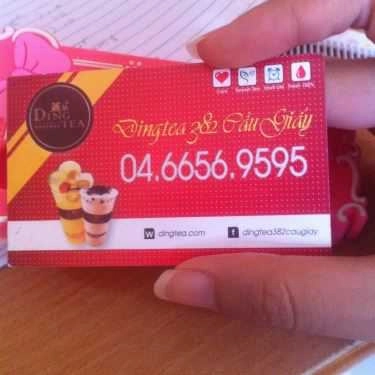 DING
TEA
Dingtea 382 Cầu Giấy
04.6656.9595
w dingtea.com
f dingtea382caugiay